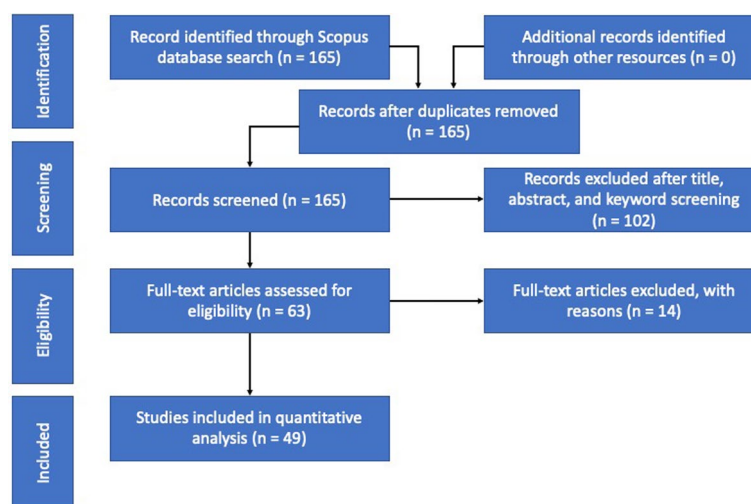 Identification
Record identified through Scopus
database search (n = 165)
Additional records identified
through other resources (n = 0)
Records after duplicates removed
(n = 165)
Screening
Records screened (n = 165)
Records excluded after title,
abstract, and keyword screening
(n = 102)
Eligibility
Full-text articles assessed for
eligibility (n = 63)
Full-text articles excluded, with
reasons (n = 14)
Included
Studies included in quantitative
analysis (n = 49)